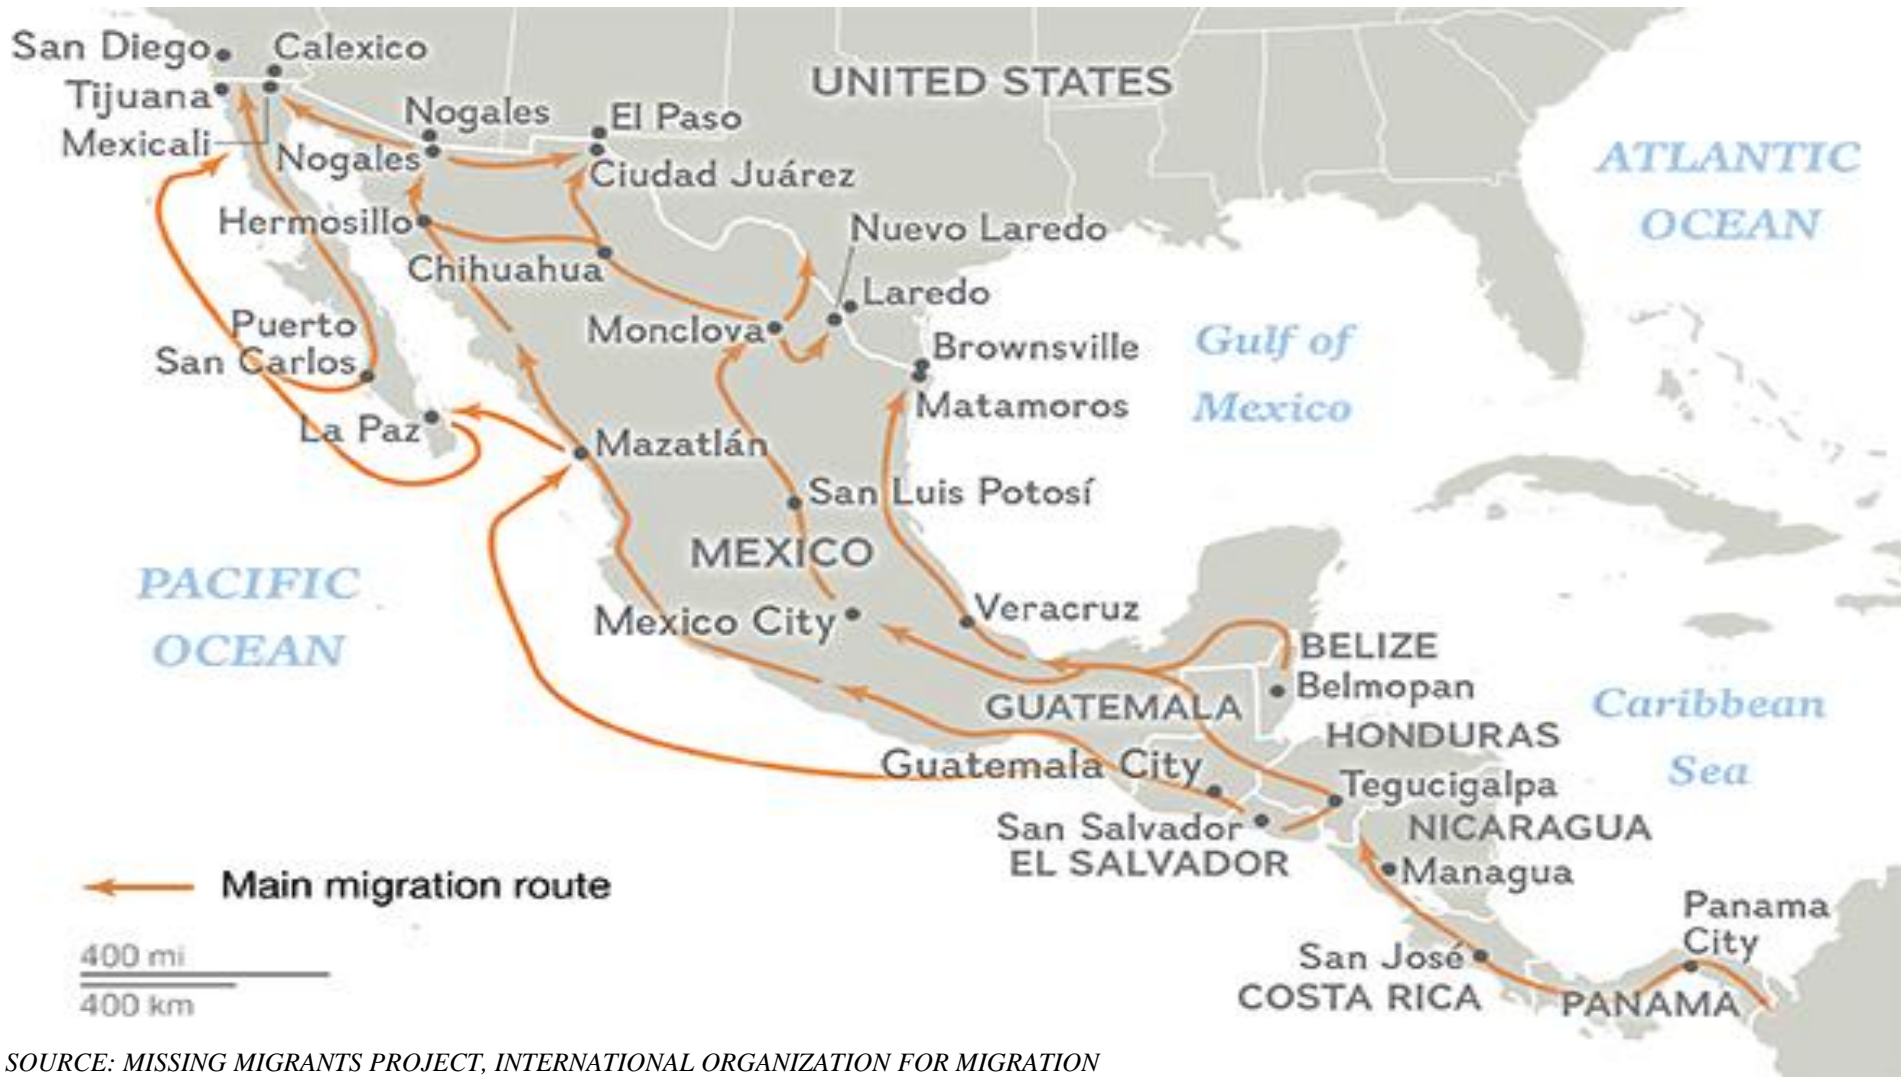 San Diego
Calexico
UNITED STATES
Tijuana
Nogales
El Paso
Mexicali
Nogales
Ciudad Juárez
ATLANTIC
OCEAN
Hermosillo
Nuevo Laredo
Chihuahua
Laredo
Puerto
San Carlos
Monclova
Brownsville
Gulf of
Mexico
Matamoros
La Paz
Mazatlán
San Luis Potosí
MEXICO
PACIFIC
OCEAN
Mexico City
Veracruz
BELIZE
Belmopan
GUATEMALA
Caribbean
Sea
HONDURAS
Guatemala City
Tegucigalpa
San Salvador
EL SALVADOR
NICARAGUA
Managua
Main migration route
Panama
City
400 mi
400 km
San José
COSTA RICA
PANAMA
SOURCE: MISSING MIGRANTS PROJECT, INTERNATIONAL ORGANIZATION FOR MIGRATION